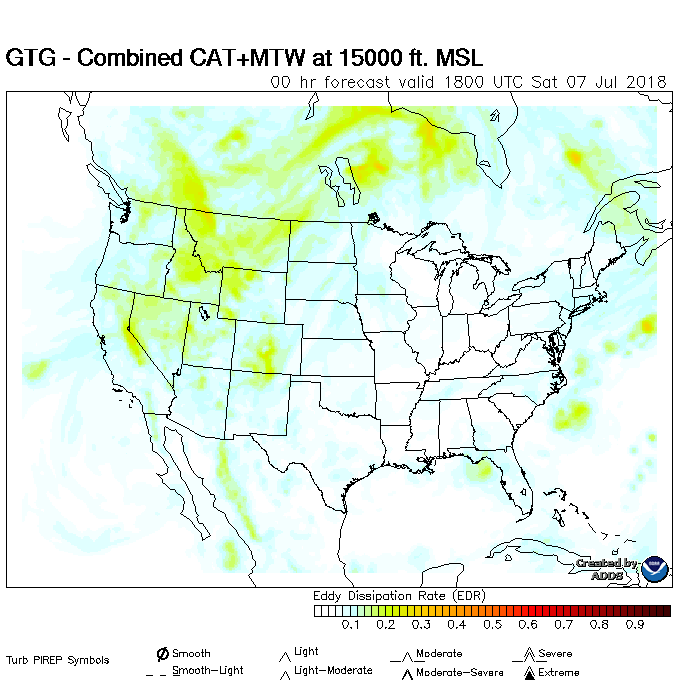 GTG - Combined CAT+MTW at 15000 ft. MSL
00 hr forecast valid 1800 UTC Sat 07 Jul 2018
Created by
ADDS
Eddy Dissipation Rate (EDR)
0.1 0.2 0.3 0.4 0.5 0.6 0.7 0.8 0.9
Turb PIREP Symbols
Smooth Light Moderate Severe
Smooth-Light Light-Moderate Moderate-Severe Extreme